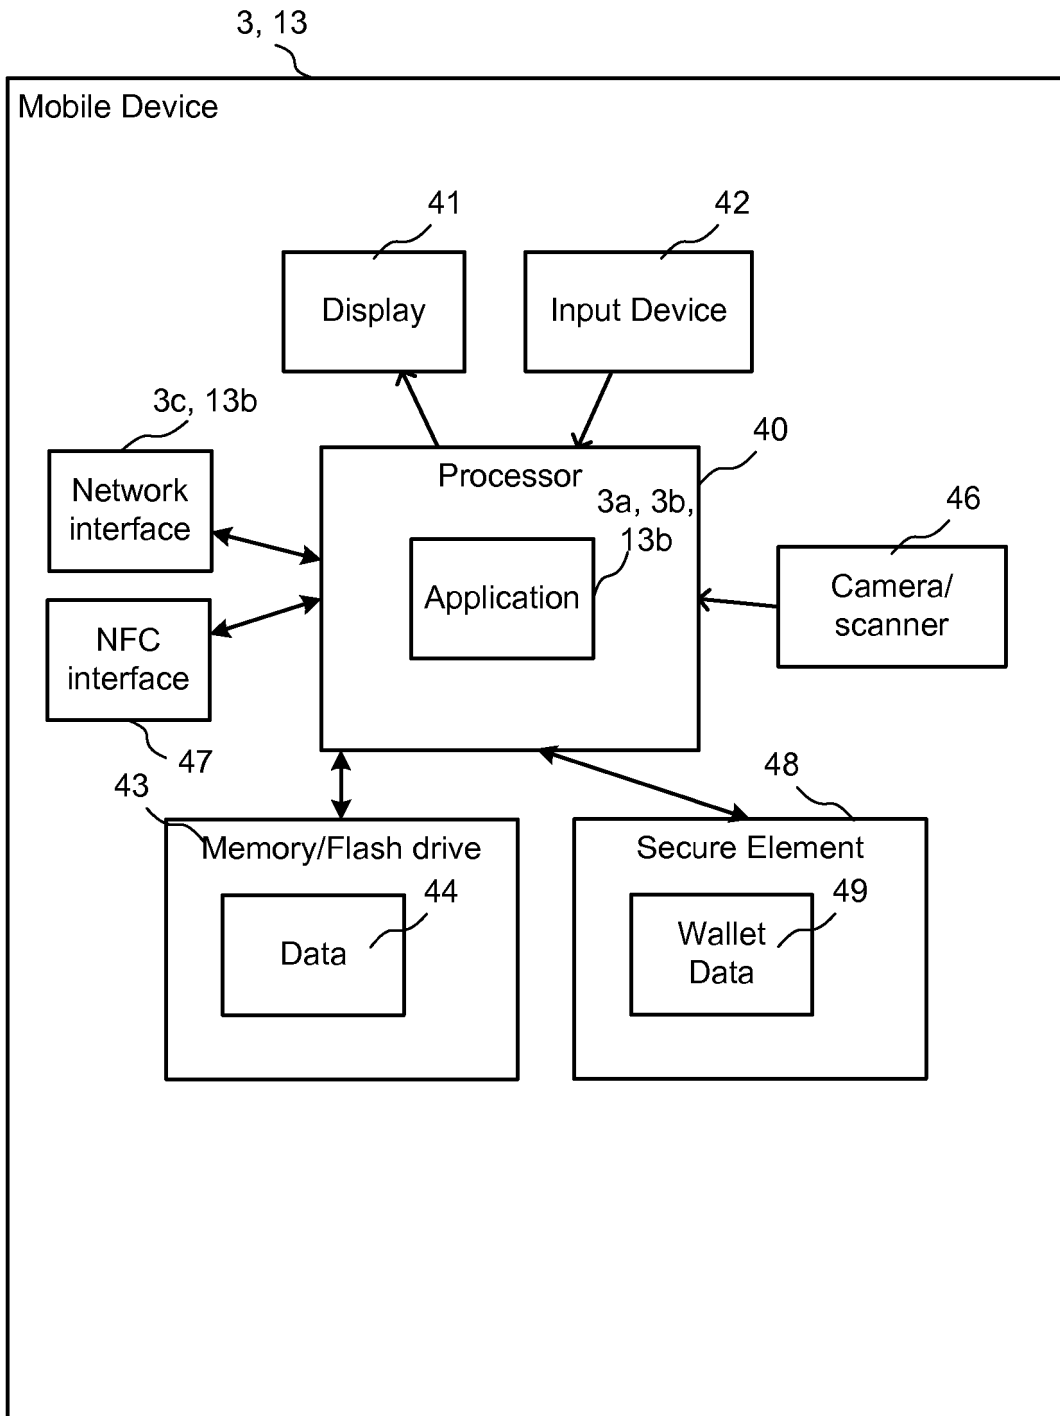 3, 13
Mobile Device
41
42
Display
Input Device
3c, 13b
40
Network
interface
Processor
3a, 3b,
13b
46
Application
Camera/
scanner
NFC
interface
47
43
48
Memory/Flash drive
Secure Element
44
49
Data
Wallet
Data